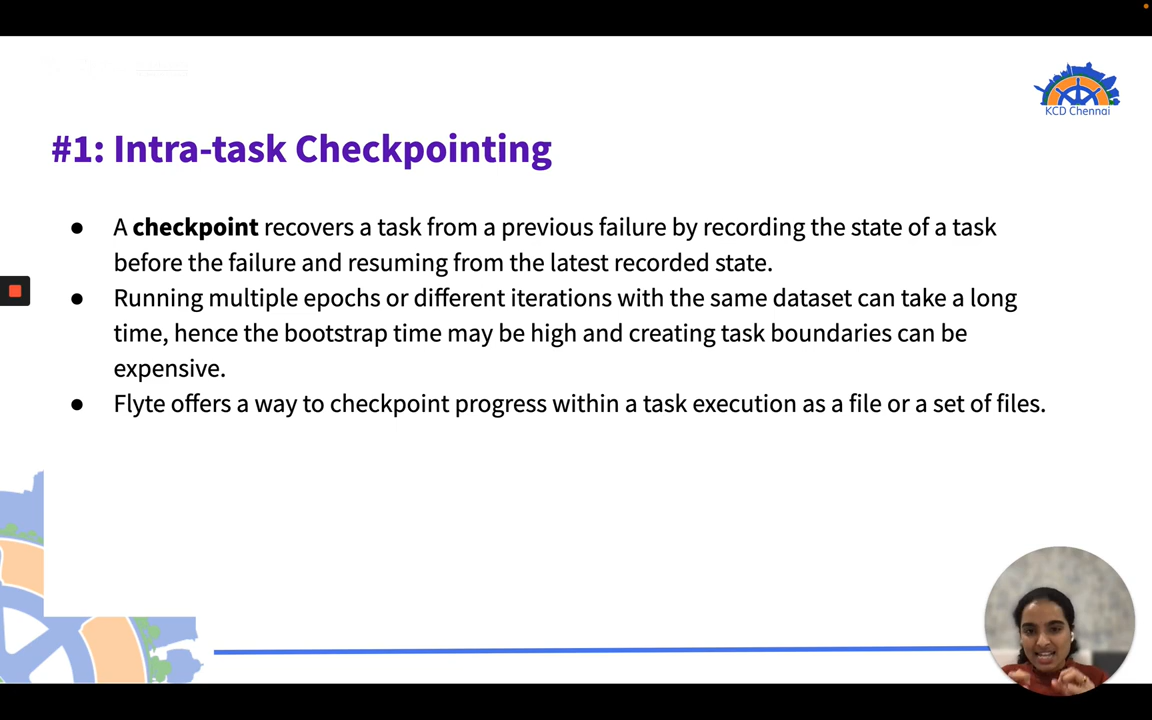 KCD Chennai
#1: Intra-task Checkpointing
● A checkpoint recovers a task from a previous failure by recording the state of a task
before the failure and resuming from the latest recorded state.
● Running multiple epochs or different iterations with the same dataset can take a long
time, hence the bootstrap time may be high and creating task boundaries can be
expensive.
● Flyte offers a way to checkpoint progress within a task execution as a file or a set of files.